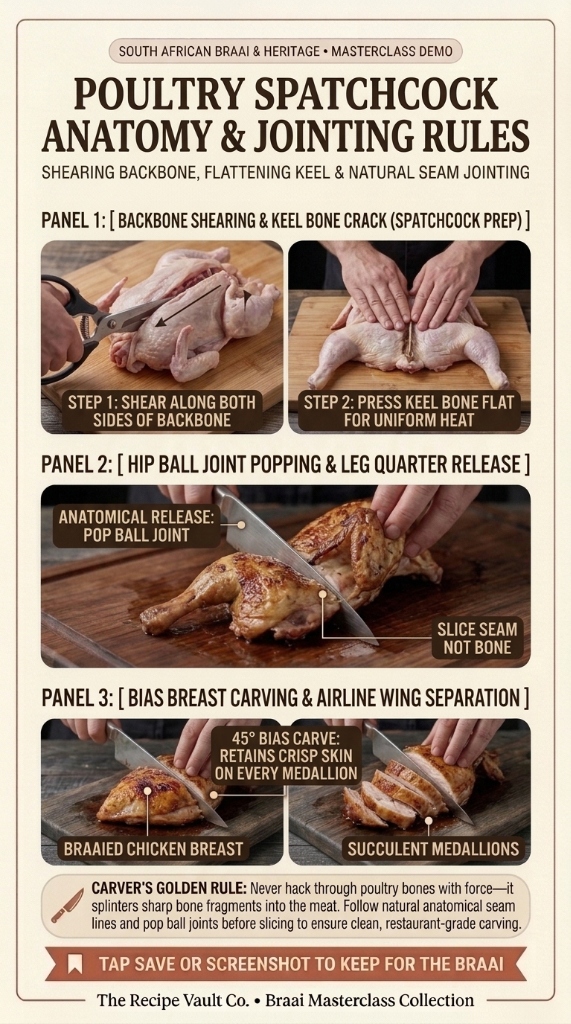 SOUTH AFRICAN BRAAI & HERITAGE • MASTERCLASS DEMO
POULTRY SPATCHCOCK
ANATOMY & JOINTING RULES
SHEARING BACKBONE, FLATTENING KEEL & NATURAL SEAM JOINTING
PANEL 1: [ BACKBONE SHEARING & KEEL BONE CRACK (SPATCHCOCK PREP) ]
STEP 1: SHEAR ALONG BOTH
SIDES OF BACKBONE
STEP 2: PRESS KEEL BONE FLAT
FOR UNIFORM HEAT
PANEL 2: [ HIP BALL JOINT POPPING & LEG QUARTER RELEASE ]
ANATOMICAL RELEASE:
POP BALL JOINT
SLICE SEAM
NOT BONE
PANEL 3: [ BIAS BREAST CARVING & AIRLINE WING SEPARATION ]
45° BIAS CARVE:
RETAINS CRISP SKIN
ON EVERY MEDALLION
BRAAIED CHICKEN BREAST
SUCCULENT MEDALLIONS
CARVER'S GOLDEN RULE: Never hack through poultry bones with force—it
splinters sharp bone fragments into the meat. Follow natural anatomical seam
lines and pop ball joints before slicing to ensure clean, restaurant-grade carving.
TAP SAVE OR SCREENSHOT TO KEEP FOR THE BRAAI
The Recipe Vault Co. • Braai Masterclass Collection